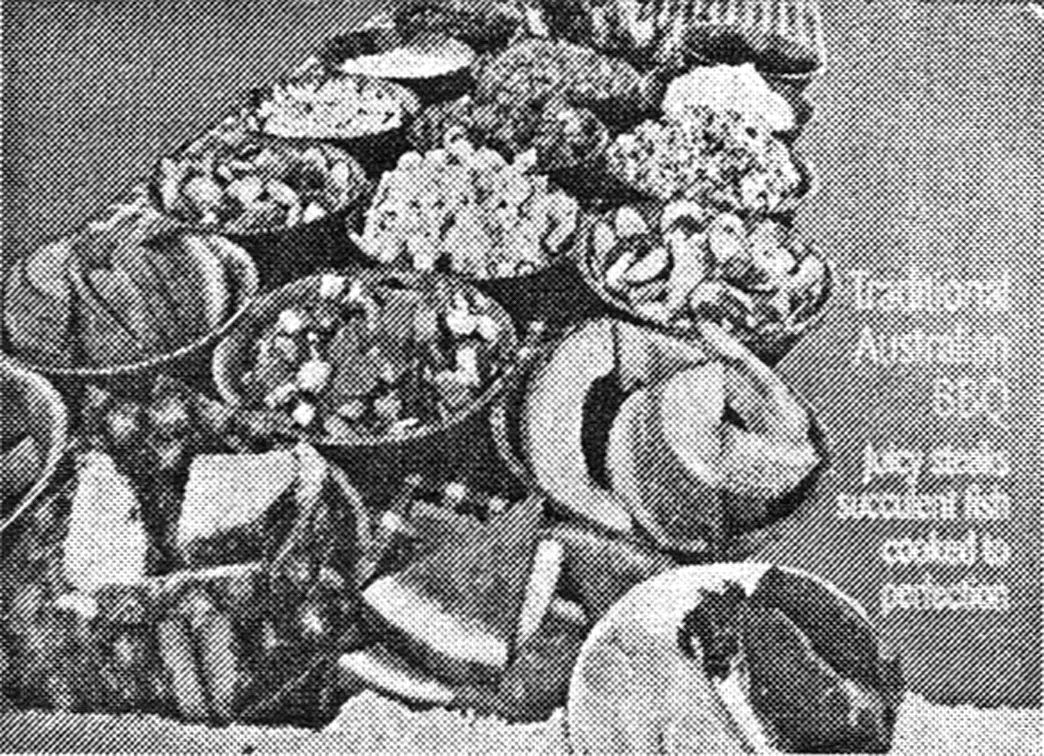 Traditional
Australian
BBQ
Juicy steaks
succulent fish
cooked to
perfection